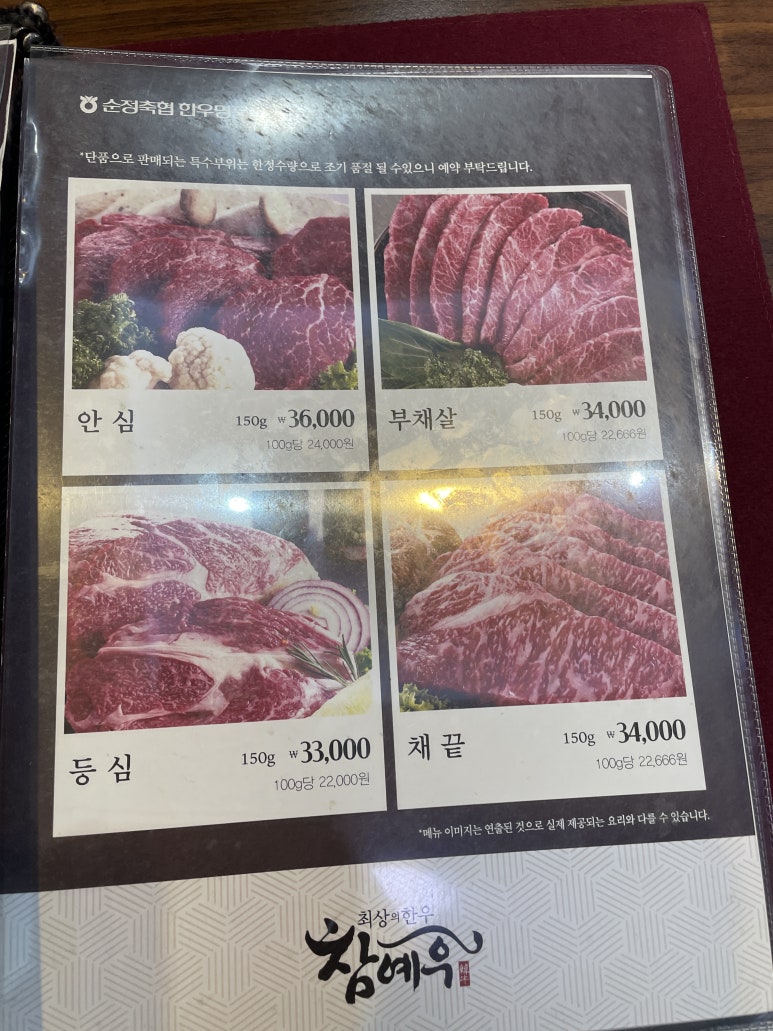 순정축협 한우명
*단품으로 판매되는 특수부위는 한정수량으로 조기 품절 될 수있으니 예약 부탁드립니다.
안 심 150g ₩36,000
100g당 24,000원
부채살 150g ₩34,000
100g당 22,666원
등 심 150g ₩33,000
100g당 22,000원
채 끝 150g ₩34,000
100g당 22,666원
*메뉴 이미지는 연출된 것으로 실제 제공되는 요리와 다를 수 있습니다.
최상의한우
참예우